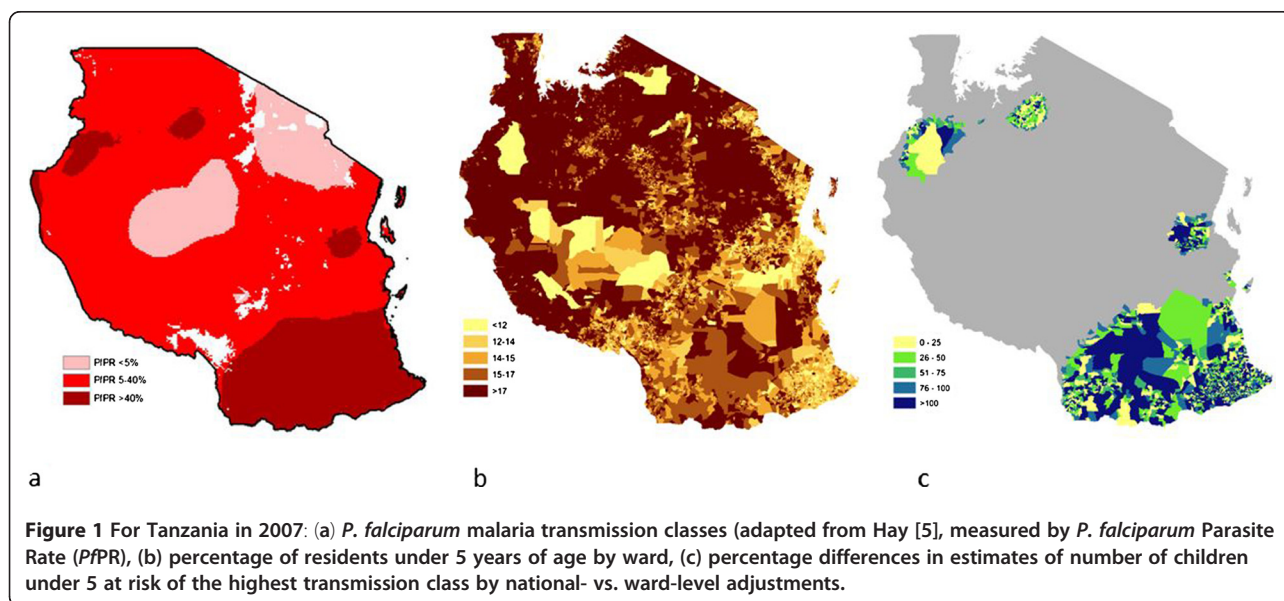 PfPR <5%
PfPR 5-40%
PfPR >40%
a
<12
12-14
14-15
15-17
>17
b
0 - 25
26 - 50
51 - 75
76 - 100
>100
c
Figure 1 For Tanzania in 2007: (a) P. falciparum malaria transmission classes (adapted from Hay [5], measured by P. falciparum Parasite
Rate (PfPR), (b) percentage of residents under 5 years of age by ward, (c) percentage differences in estimates of number of children
under 5 at risk of the highest transmission class by national- vs. ward-level adjustments.